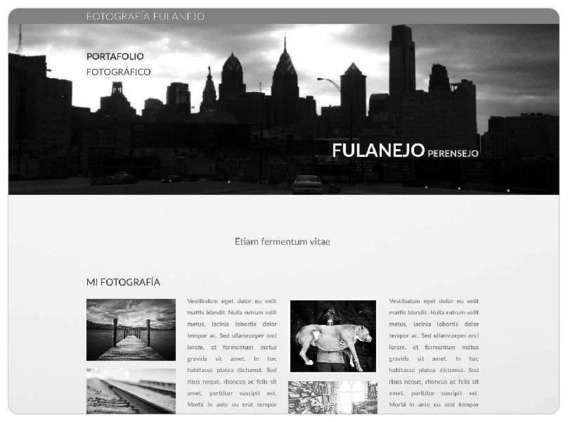 FOTOGRAFÍA FULANEJO
PORTAFOLIO
FOTOGRÁFICO
FULANEJO PERENSEJO
Etiam fermentum vitae
MI FOTOGRAFÍA
Vestibulum eget dolor eu velit
mattis blandit. Nulla rutrum velit
metus, lacinia lobortis dolor
tempor ac. Sed ullamcorper orci
lorem, et fermentum metus
gravida sit amet. In hac
habitasse platea dictumst. Sed
risus neque, rhoncus ac felis sit
amet, porttitor suscipit est.
Morbi in ante eu erat tempor
Vestibulum eget dolor eu velit
mattis blandit. Nulla rutrum velit
metus, lacinia lobortis dolor
tempor ac. Sed ullamcorper orci
lorem, et fermentum metus
gravida sit amet. In hac
habitasse platea dictumst. Sed
risus neque, rhoncus ac felis sit
amet, porttitor suscipit est.
Morbi in ante eu erat tempor